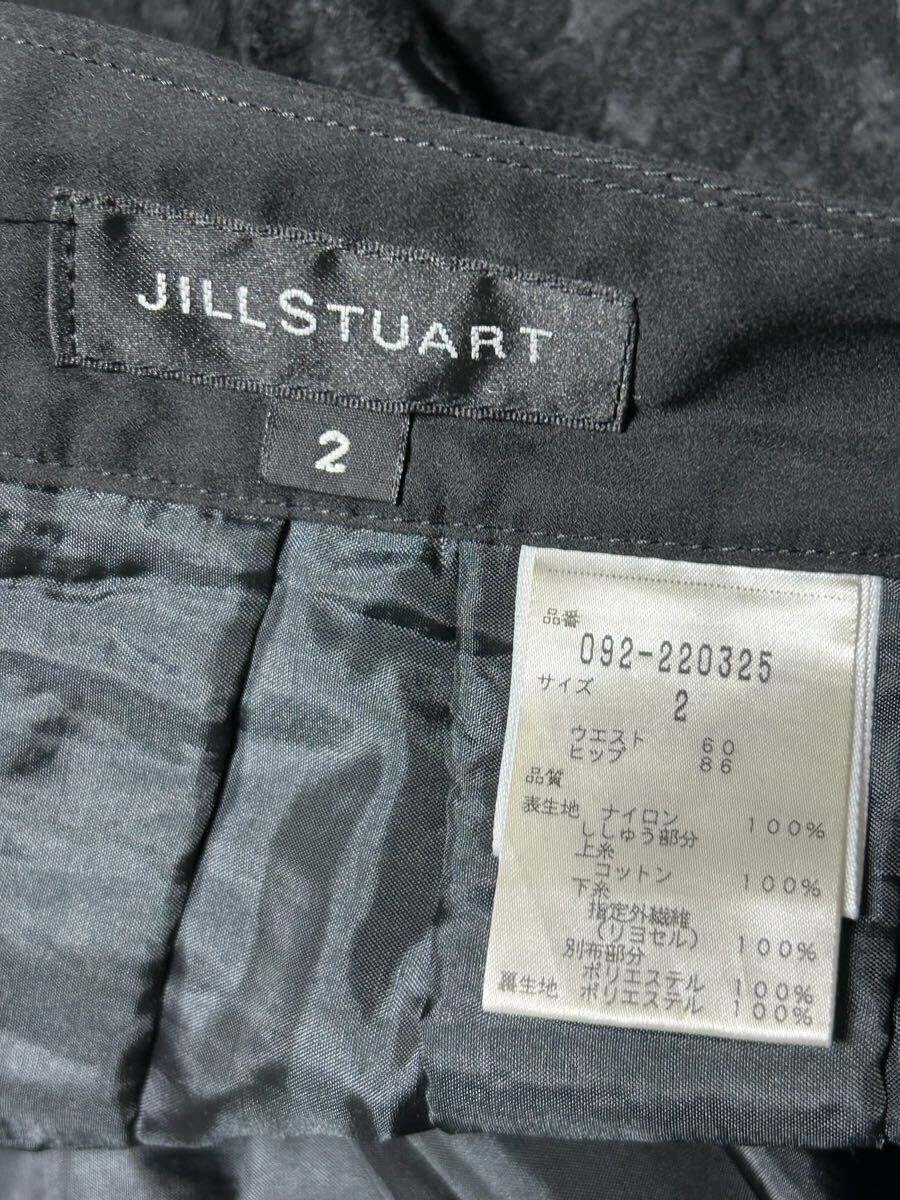 JILLSTUART
2
品番
092-220325
サイズ
2
ウエスト 60
ヒップ 86
品質
表生地 ナイロン 100%
ししゅう部分
上糸
コットン 100%
下糸
指定外繊維
(リヨセル) 100%
別布部分
ポリエステル 100%
裏生地 ポリエステル 100%